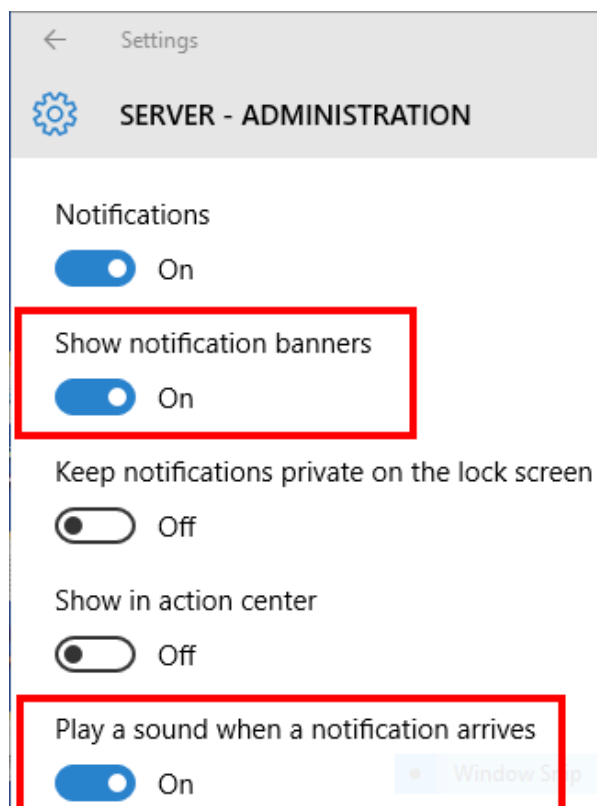 Settings
SERVER - ADMINISTRATION
Notifications
On
Show notification banners
On
Keep notifications private on the lock screen
Off
Show in action center
Off
Play a sound when a notification arrives
On
Window Snip